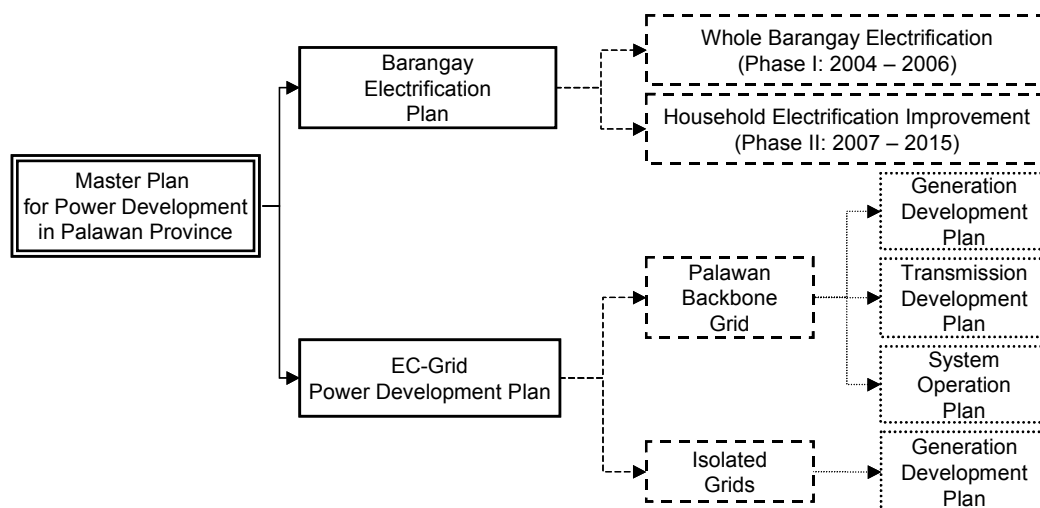 Master Plan
for Power Development
in Palawan Province
Barangay
Electrification
Plan
Whole Barangay Electrification
(Phase I: 2004 – 2006)
Household Electrification Improvement
(Phase II: 2007 – 2015)
EC-Grid
Power Development Plan
Palawan
Backbone
Grid
Generation
Development
Plan
Transmission
Development
Plan
System
Operation
Plan
Isolated
Grids
Generation
Development
Plan